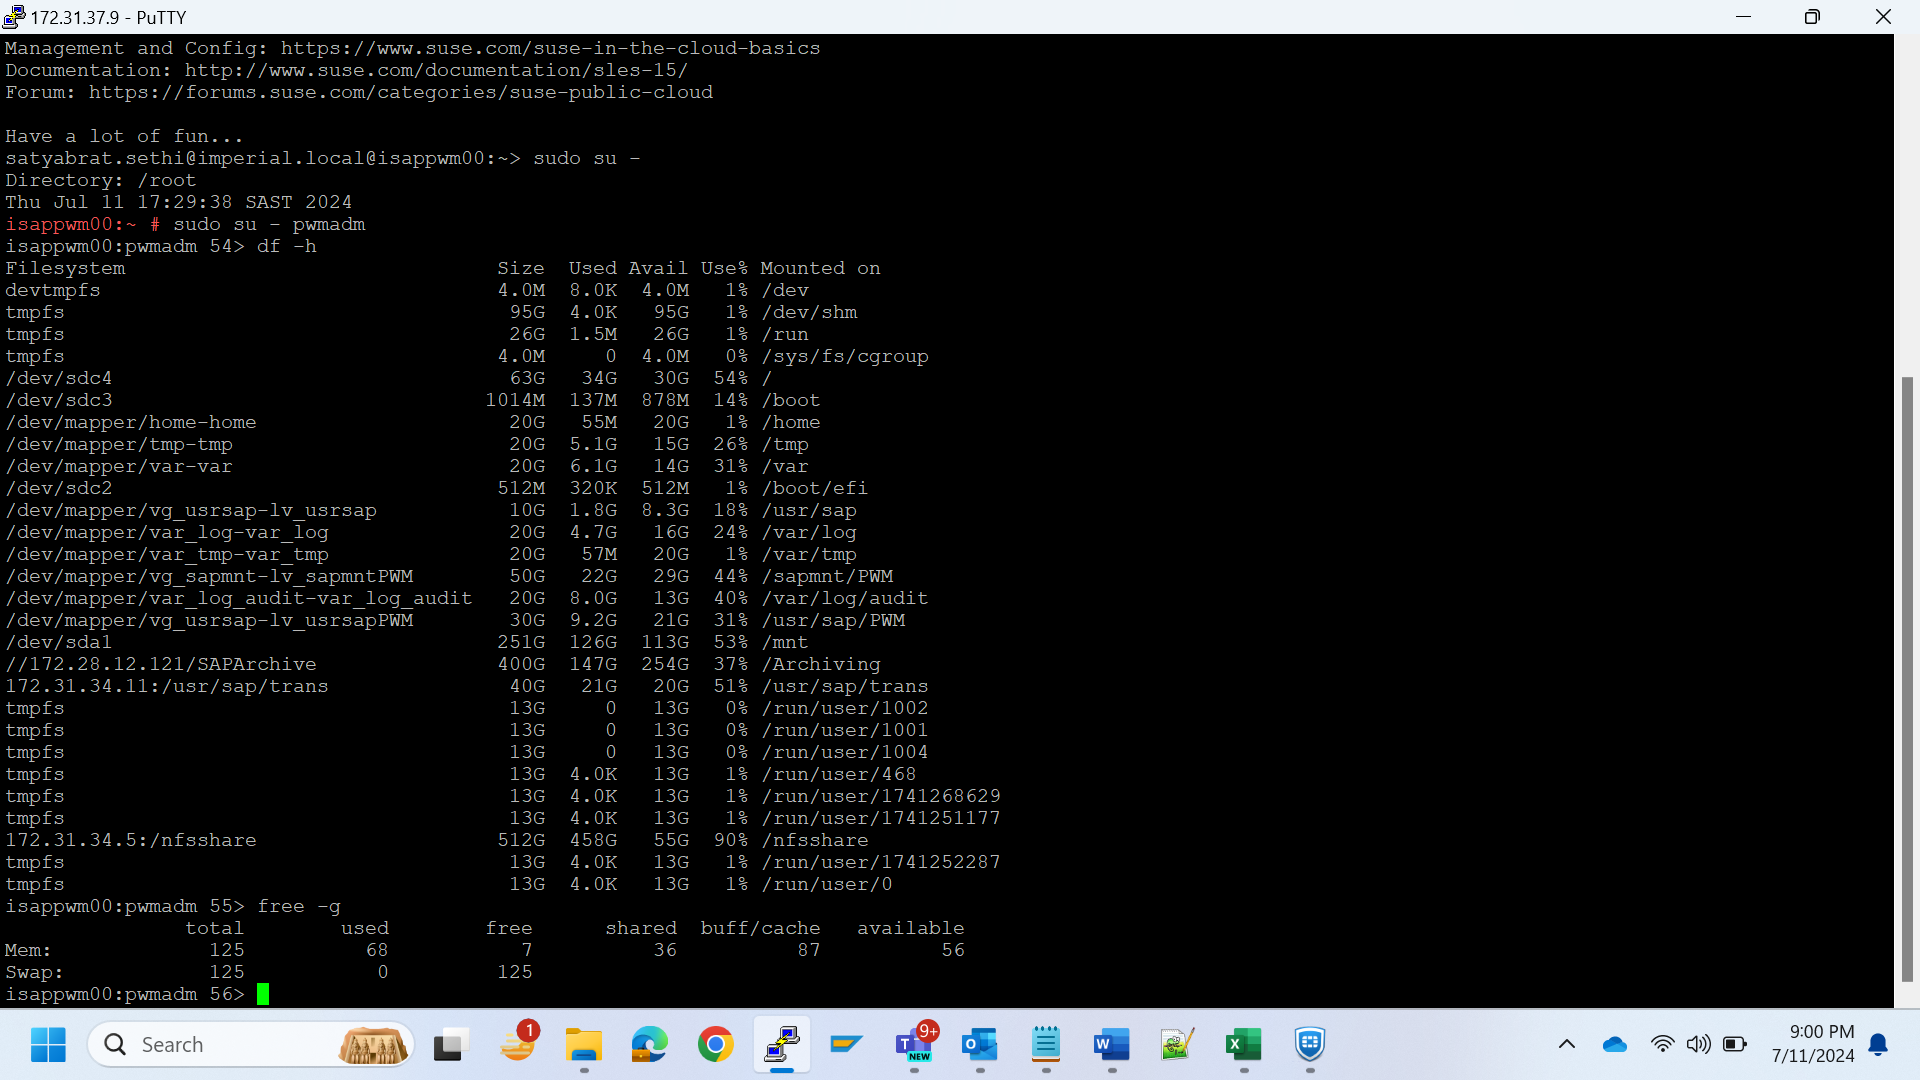 172.31.37.9 - PuTTY
Management and Config: https://www.suse.com/suse-in-the-cloud-basics
Documentation: http://www.suse.com/documentation/sles-15/
Forum: https://forums.suse.com/categories/suse-public-cloud
Have a lot of fun...
satyabrat.sethi@imperial.local@isappwm00:~> sudo su -
Directory: /root
Thu Jul 11 17:29:38 SAST 2024
isappwm00:~ # sudo su - pwmadm
isappwm00:pwmadm 54> df -h
Filesystem Size Used Avail Use% Mounted on
devtmpfs 4.0M 8.0K 4.0M 1% /dev
tmpfs 95G 4.0K 95G 1% /dev/shm
tmpfs 26G 1.5M 26G 1% /run
tmpfs 4.0M 0 4.0M 0% /sys/fs/cgroup
/dev/sdc4 63G 34G 30G 54% /
/dev/sdc3 1014M 137M 878M 14% /boot
/dev/mapper/home-home 20G 55M 20G 1% /home
/dev/mapper/tmp-tmp 20G 5.1G 15G 26% /tmp
/dev/mapper/var-var 20G 6.1G 14G 31% /var
/dev/sdc2 512M 320K 512M 1% /boot/efi
/dev/mapper/vg_usrsap-lv_usrsap 10G 1.8G 8.3G 18% /usr/sap
/dev/mapper/var_log-var_log 20G 4.7G 16G 24% /var/log
/dev/mapper/var_tmp-var_tmp 20G 57M 20G 1% /var/tmp
/dev/mapper/vg_sapmnt-lv_sapmntPWM 50G 22G 29G 44% /sapmnt/PWM
/dev/mapper/var_log_audit-var_log_audit 20G 8.0G 13G 40% /var/log/audit
/dev/mapper/vg_usrsap-lv_usrsapPWM 30G 9.2G 21G 31% /usr/sap/PWM
/dev/sda1 251G 126G 113G 53% /mnt
//172.28.12.121/SAPArchive 400G 147G 254G 37% /Archiving
172.31.34.11:/usr/sap/trans 40G 21G 20G 51% /usr/sap/trans
tmpfs 13G 0 13G 0% /run/user/1002
tmpfs 13G 0 13G 0% /run/user/1001
tmpfs 13G 0 13G 0% /run/user/1004
tmpfs 13G 4.0K 13G 1% /run/user/468
tmpfs 13G 4.0K 13G 1% /run/user/1741268629
tmpfs 13G 4.0K 13G 1% /run/user/1741251177
172.31.34.5:/nfsshare 512G 458G 55G 90% /nfsshare
tmpfs 13G 4.0K 13G 1% /run/user/1741252287
tmpfs 13G 4.0K 13G 1% /run/user/0
isappwm00:pwmadm 55> free -g
total used free shared buff/cache available
Mem: 125 68 7 36 87 56
Swap: 125 0 125
isappwm00:pwmadm 56>
Search
1
9+
NEW
9:00 PM
7/11/2024